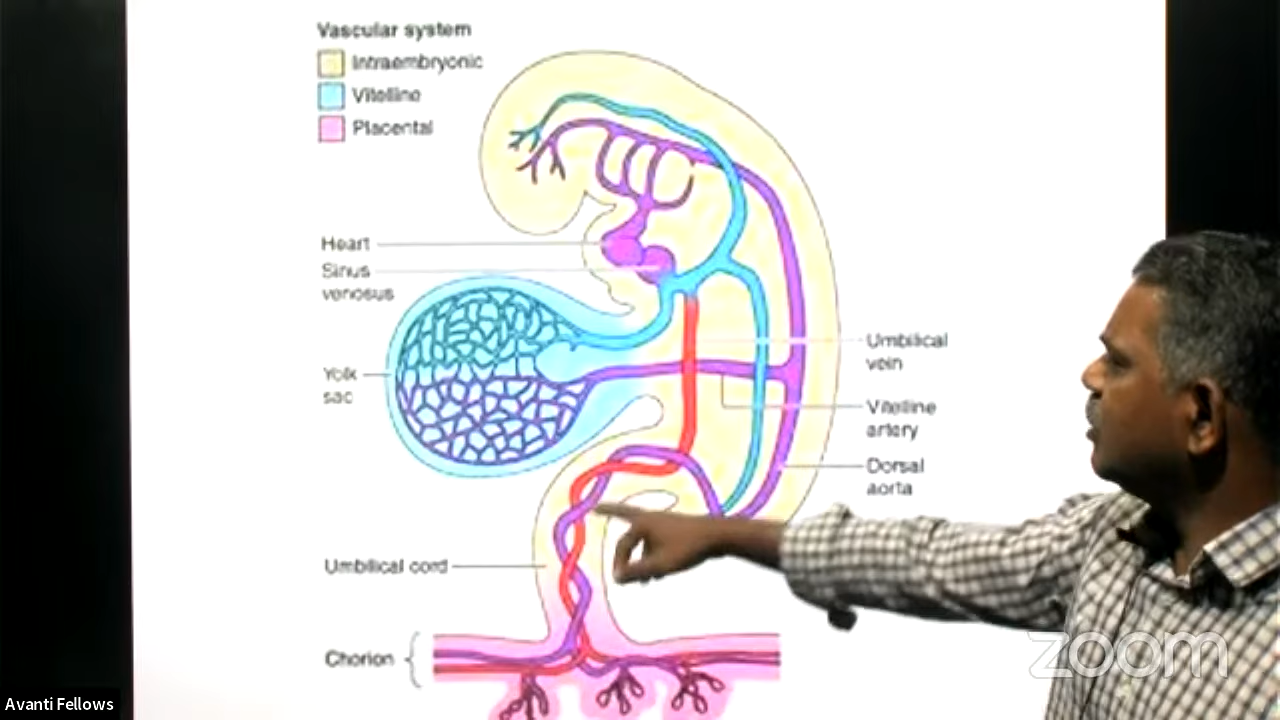 Vascular system
Intraembryonic
Vitelline
Placental
Heart
Sinus
venosus
Yolk
sac
Umbilical
vein
Vitelline
artery
Dorsal
aorta
Umbilical cord
Chorion
zoom
Avanti Fellows